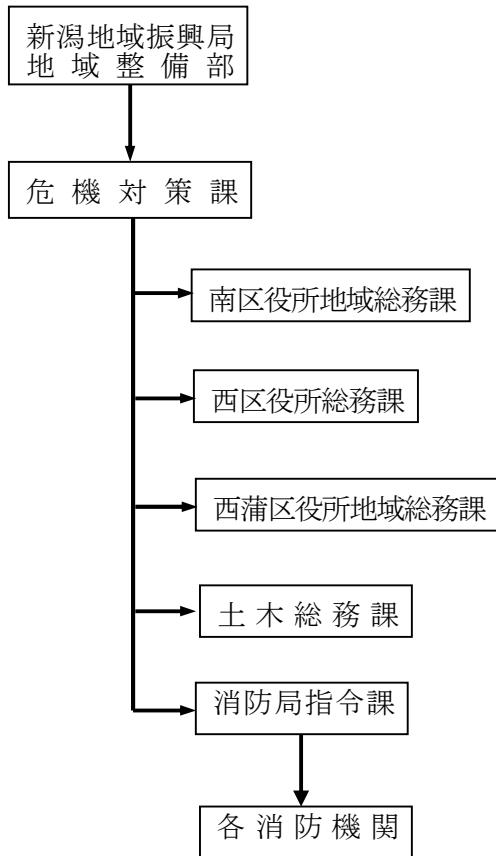 新潟地域振興局
地域整備部
危機対策課
南区役所地域総務課
西区役所総務課
西蒲区役所地域総務課
土木総務課
消防局指令課
各消防機関